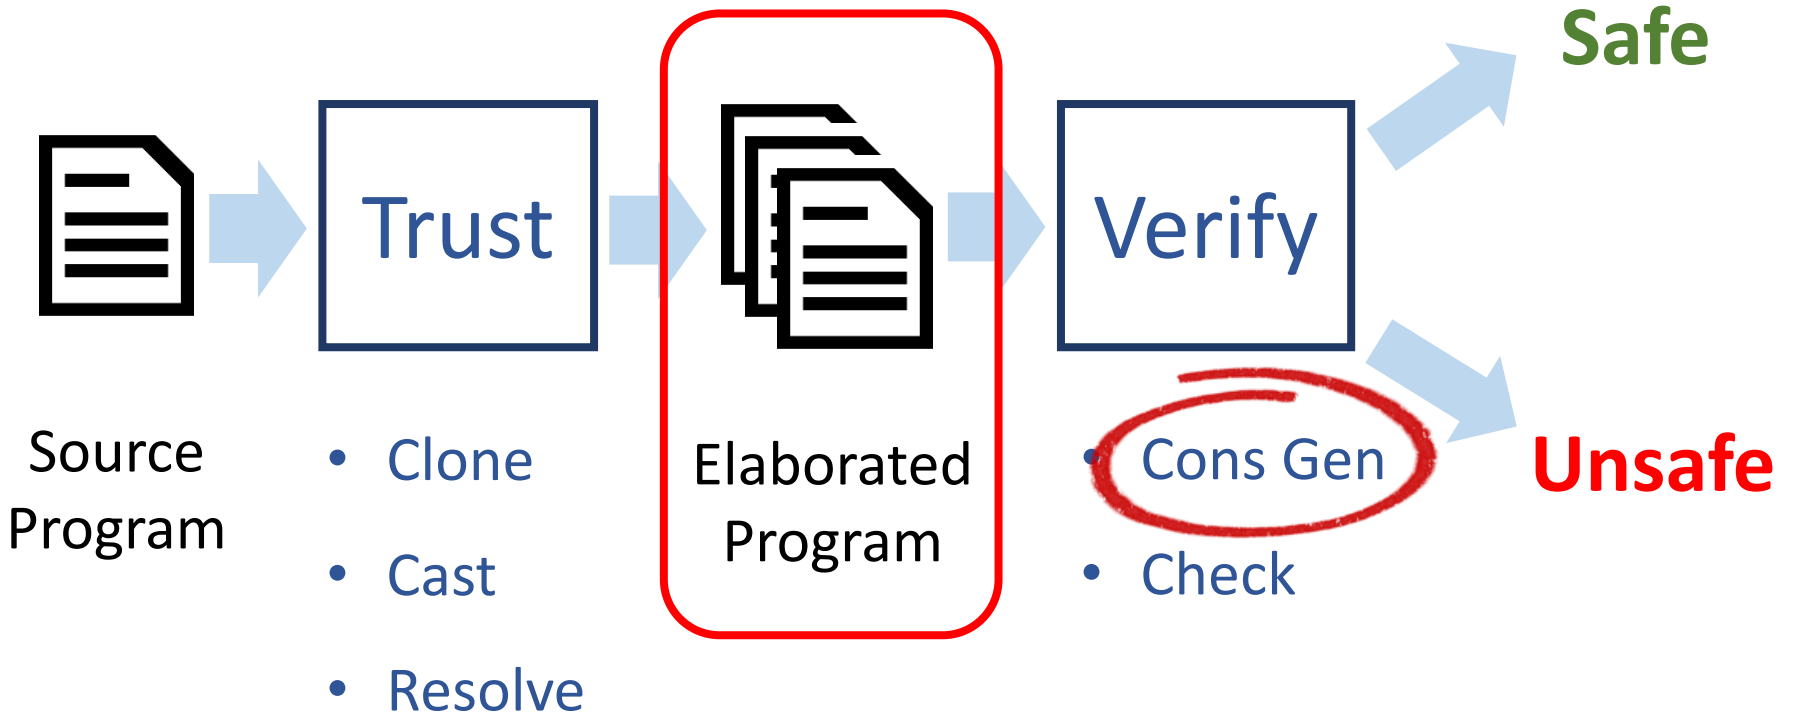 Safe
Trust
Verify
Source
Program
• Clone
• Cast
• Resolve
Elaborated
Program
• Cons Gen
• Check
Unsafe